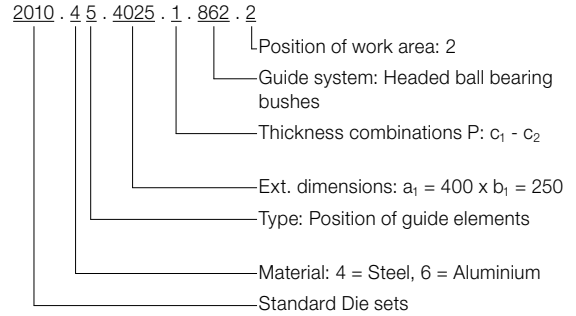 2010 . 4 5 . 4025 . 1 . 862 . 2
Position of work area: 2
Guide system: Headed ball bearing
bushes
Thickness combinations P: c₁ - c₂
Ext. dimensions: a₁ = 400 x b₁ = 250
Type: Position of guide elements
Material: 4 = Steel, 6 = Aluminium
Standard Die sets